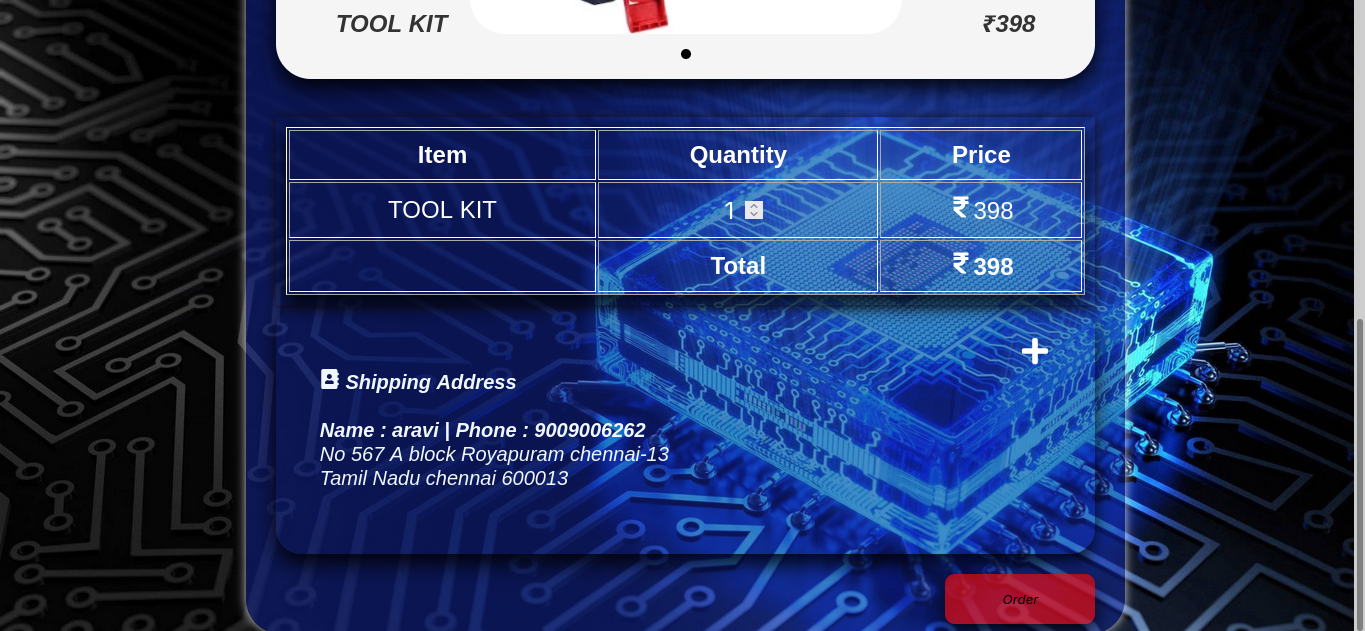 TOOL KIT ₹398
Item Quantity Price
TOOL KIT 1 ₹ 398
Total ₹ 398
Shipping Address
Name : aravi | Phone : 9009006262
No 567 A block Royapuram chennai-13
Tamil Nadu chennai 600013
Order